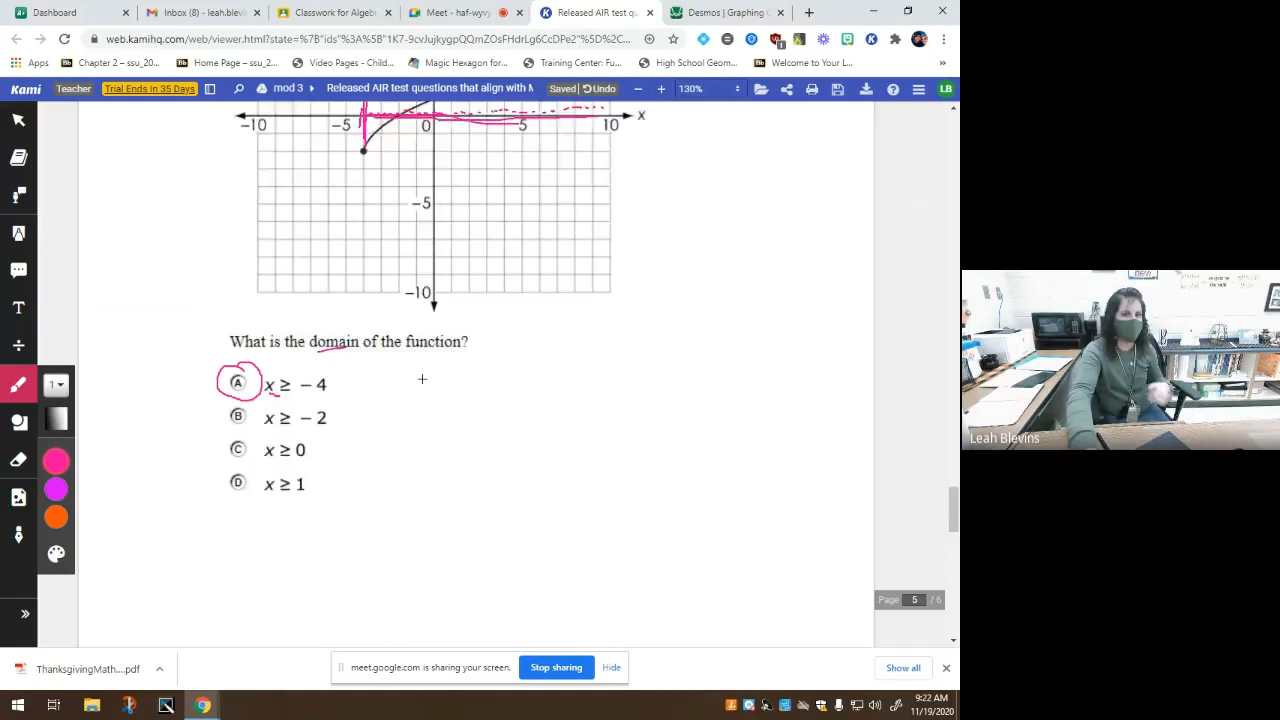 Dashboard
Inbox (8) - leah.blevi
Classwork for Algebr
Meet - haf-wyvy
Released AIR test qu
Desmos | Graphing C
web.kamihq.com/web/viewer.html?state=%7B"ids"%3A%5B"1K7-9cvJujkygpQQmZOsFHdrLg6CcDPe2"%5D%2C...
Apps
Chapter 2 – ssu_20...
Home Page – ssu_2...
Video Pages - Child...
Magic Hexagon for...
Training Center: Fu...
High School Geom...
Welcome to Your L...
»
Kami
Teacher
Trial Ends In 35 Days
mod 3
Released AIR test questions that align with M
Saved
Undo
130%
LB
-10
-5
0
5
10
x
-5
-10
What is the domain of the function?
A x ≥ − 4
B x ≥ − 2
C x ≥ 0
D x ≥ 1
1
T
Page 5 / 6
Leah Blevins
ThanksgivingMath....pdf
meet.google.com is sharing your screen.
Stop sharing
Hide
Show all
9:22 AM
11/19/2020